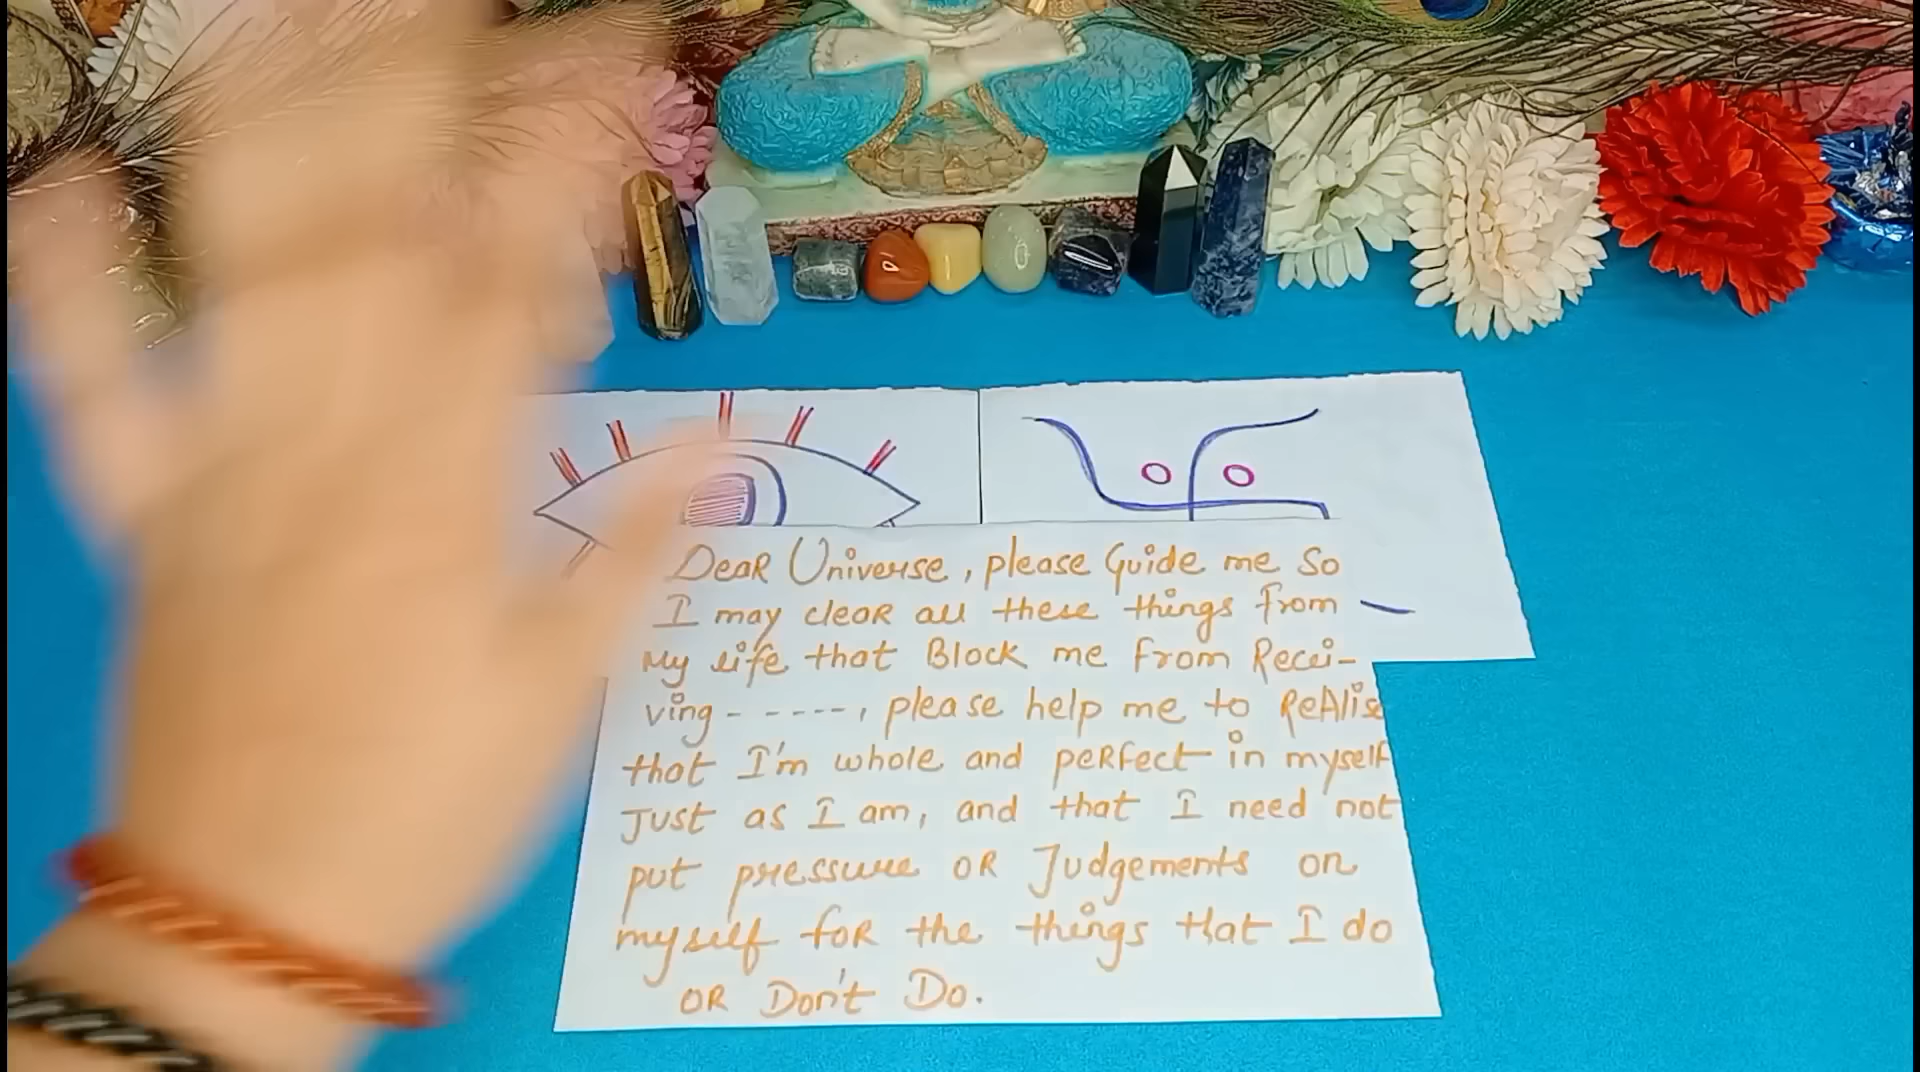 Dear Universe, please Guide me so
I may clear all these things from
My life that Block me from Recei-
ving - ----, please help me to ReAlise
that I'm whole and perfect in myself
Just as I am, and that I need not
put pressure OR Judgements on
myself foR the things that I do
OR Don't Do.